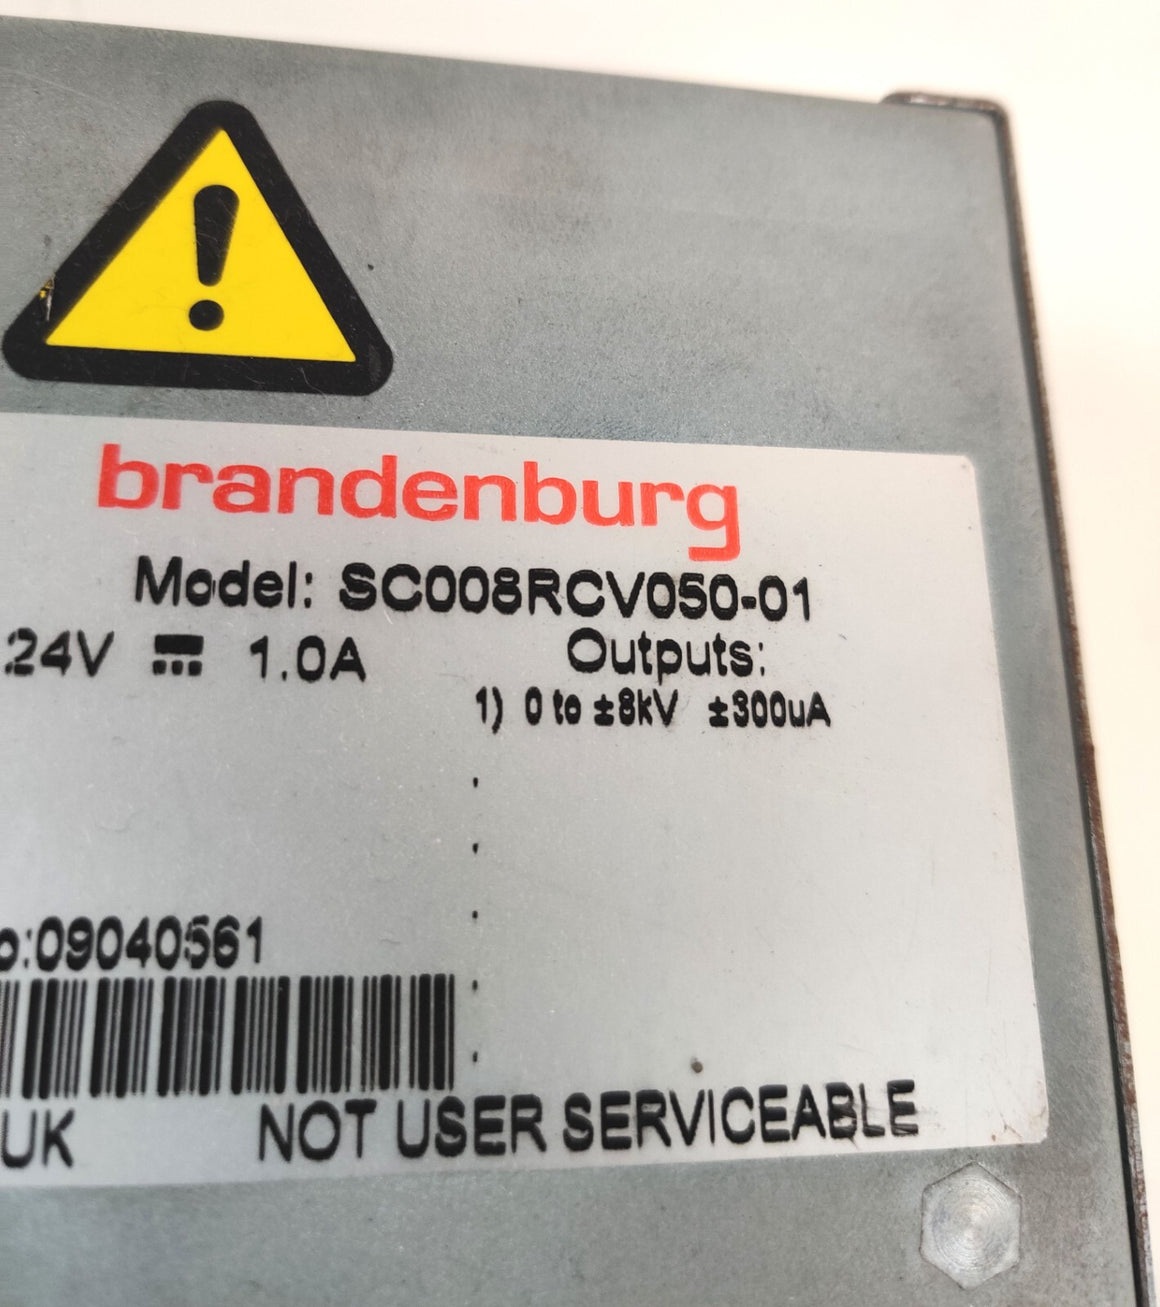 brandenburg
Model: SC008RCV050-01
24V ⎓ 1.0A
Outputs:
1) 0 to ±8kV ±300uA
o:09040561
UK
NOT USER SERVICEABLE